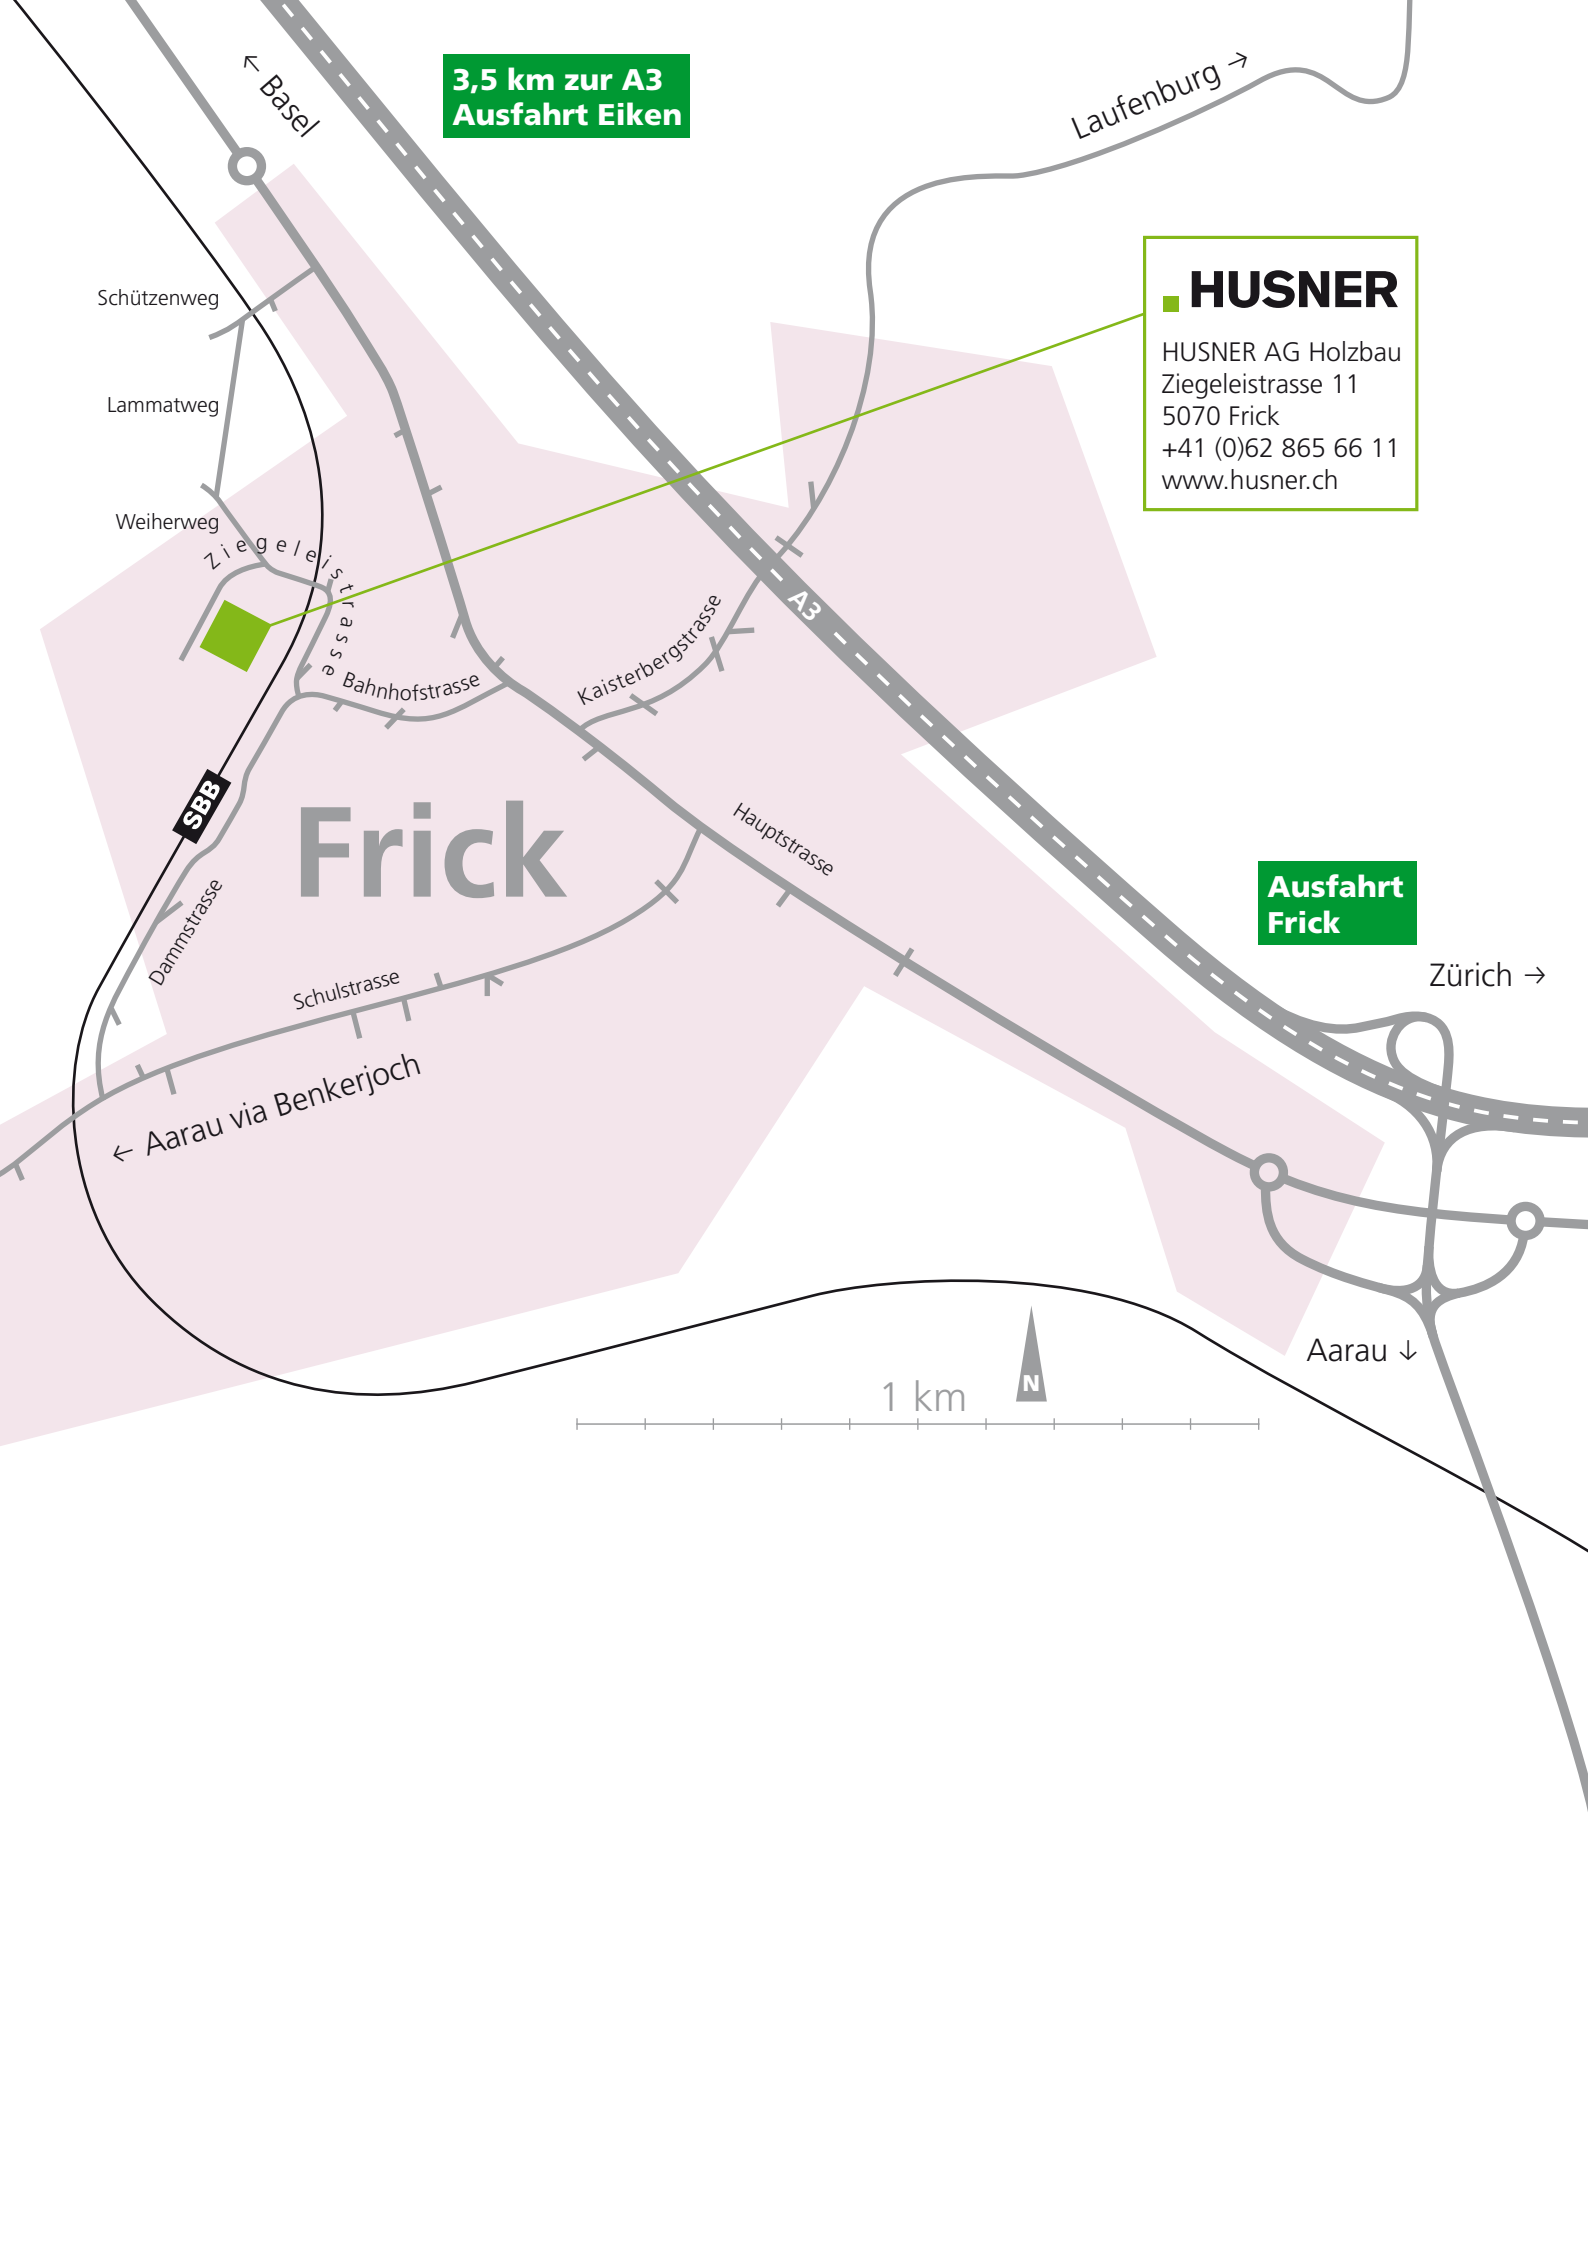 ← Basel
3,5 km zur A3
Ausfahrt Eiken
Laufenburg →
HUSNER
HUSNER AG Holzbau
Ziegeleistrasse 11
5070 Frick
+41 (0)62 865 66 11
www.husner.ch
Schützenweg
Lammatweg
Weiherweg
Ziegeleistrasse
A3
Kaisterbergstrasse
Bahnhofstrasse
SBB
Frick
Hauptstrasse
Dammstrasse
Ausfahrt
Frick
Zürich →
Schulstrasse
← Aarau via Benkerjoch
Aarau ↓
1 km
N